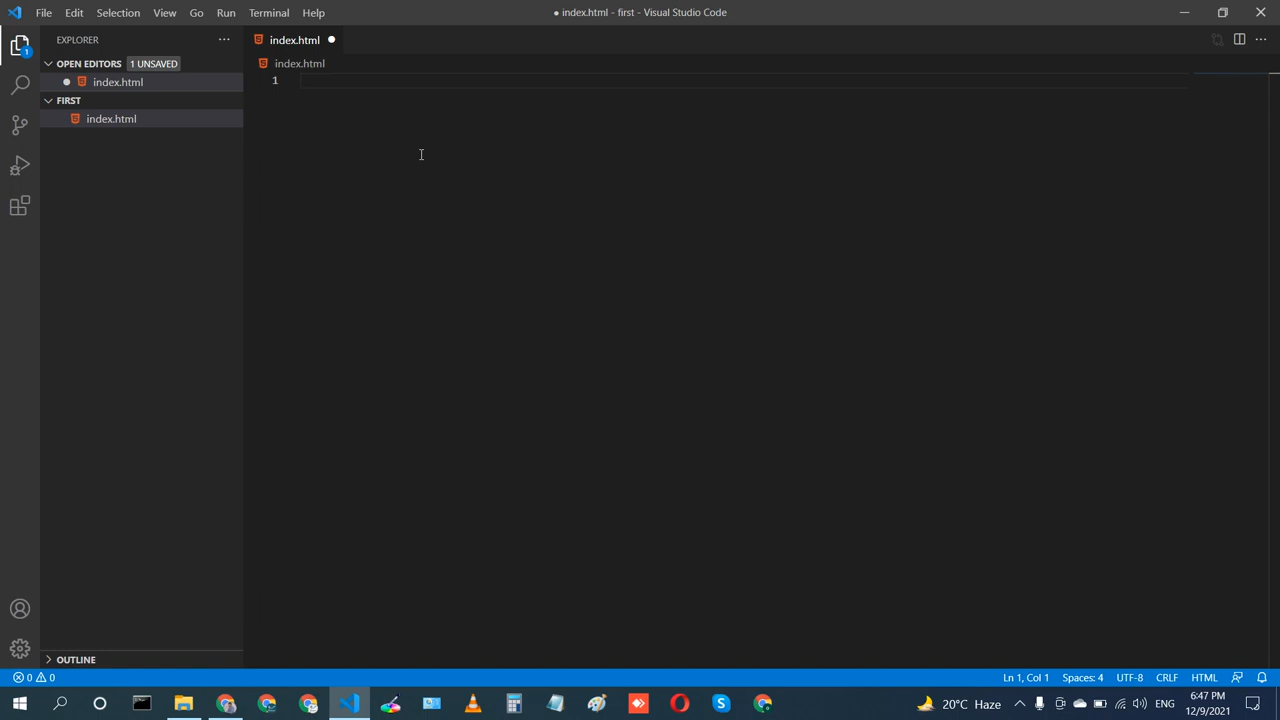 File Edit Selection View Go Run Terminal Help
● index.html - first - Visual Studio Code
EXPLORER
index.html
OPEN EDITORS 1 UNSAVED
index.html
index.html
1
FIRST
index.html
1
OUTLINE
0 0
Ln 1, Col 1 Spaces: 4 UTF-8 CRLF HTML
20°C Haze
ENG
6:47 PM
12/9/2021